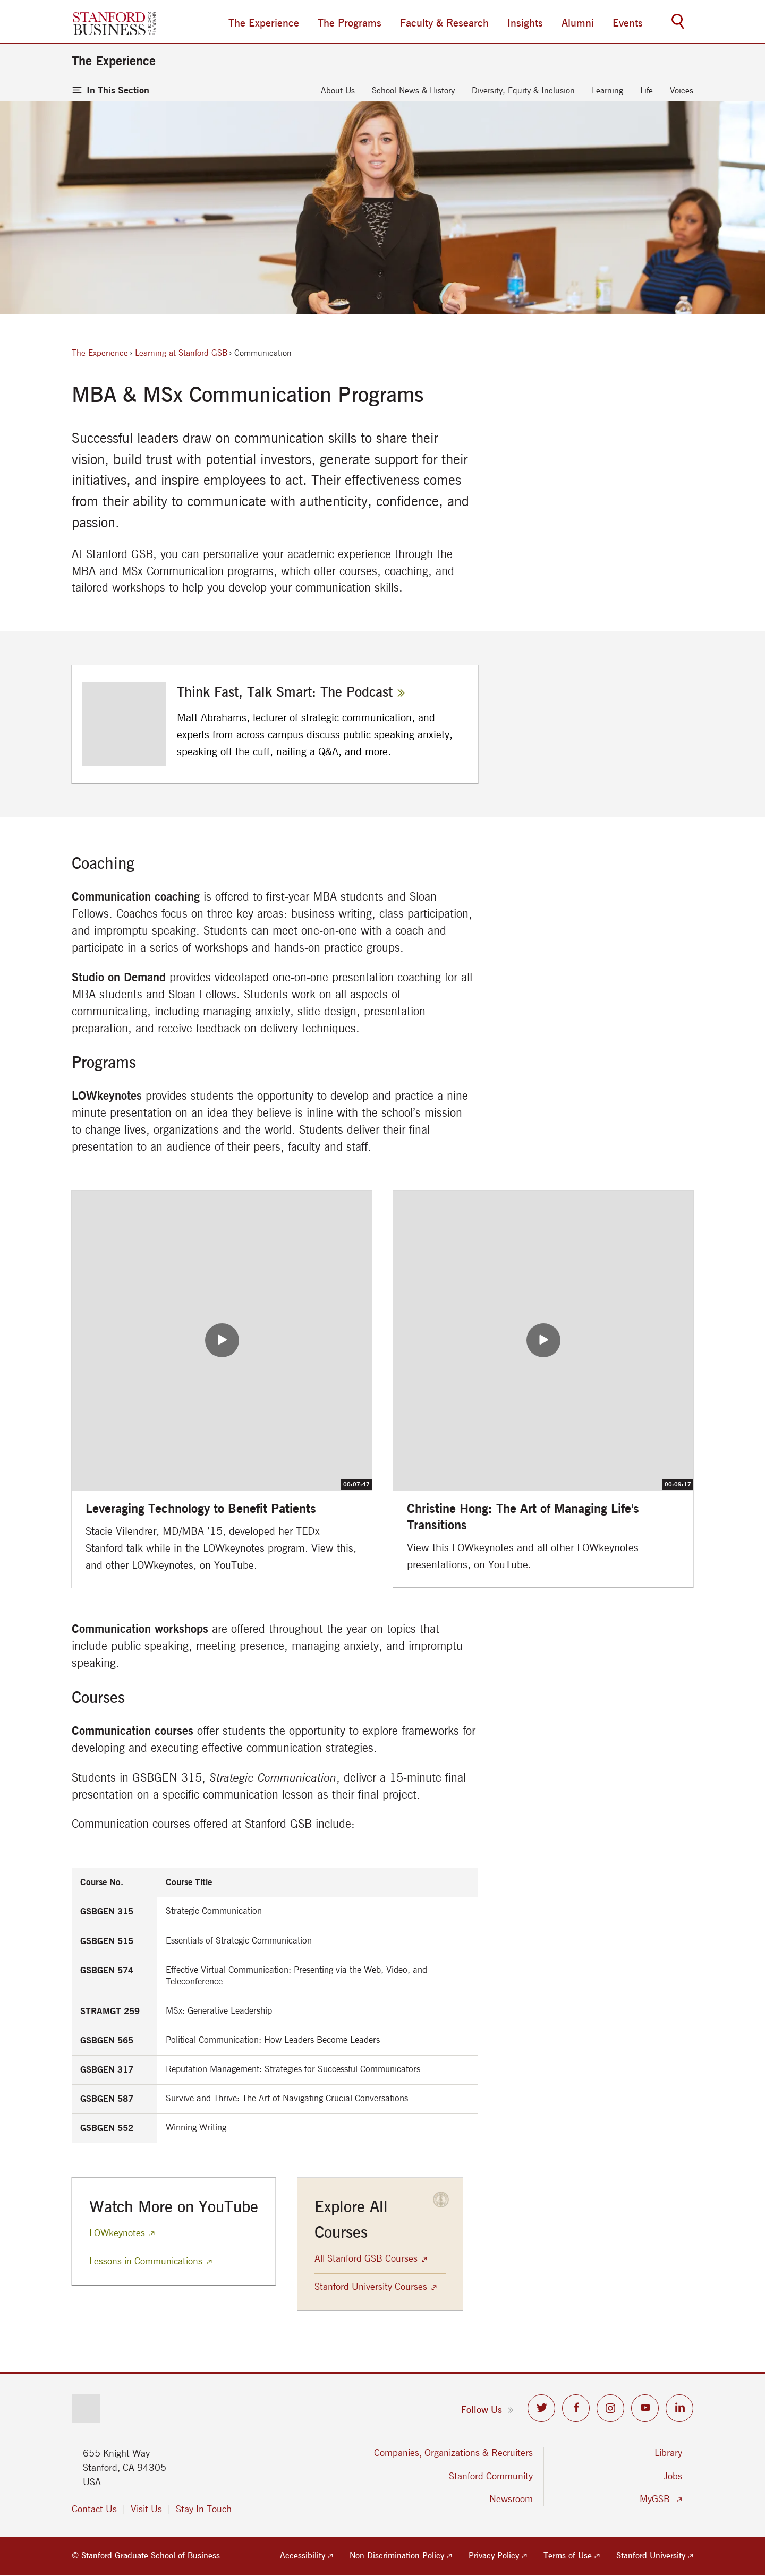 STANFORD
BUSINESS
GRADUATE
SCHOOL OF
The Experience
The Programs
Faculty & Research
Insights
Alumni
Events
The Experience
In This Section
About Us
School News & History
Diversity, Equity & Inclusion
Learning
Life
Voices
The Experience › Learning at Stanford GSB › Communication
MBA & MSx Communication Programs
Successful leaders draw on communication skills to share their
vision, build trust with potential investors, generate support for their
initiatives, and inspire employees to act. Their effectiveness comes
from their ability to communicate with authenticity, confidence, and
passion.
At Stanford GSB, you can personalize your academic experience through the
MBA and MSx Communication programs, which offer courses, coaching, and
tailored workshops to help you develop your communication skills.
Think Fast, Talk Smart: The Podcast
Matt Abrahams, lecturer of strategic communication, and
experts from across campus discuss public speaking anxiety,
speaking off the cuff, nailing a Q&A, and more.
Coaching
Communication coaching is offered to first-year MBA students and Sloan
Fellows. Coaches focus on three key areas: business writing, class participation,
and impromptu speaking. Students can meet one-on-one with a coach and
participate in a series of workshops and hands-on practice groups.
Studio on Demand provides videotaped one-on-one presentation coaching for all
MBA students and Sloan Fellows. Students work on all aspects of
communicating, including managing anxiety, slide design, presentation
preparation, and receive feedback on delivery techniques.
Programs
LOWkeynotes provides students the opportunity to develop and practice a nine-
minute presentation on an idea they believe is inline with the school's mission –
to change lives, organizations and the world. Students deliver their final
presentation to an audience of their peers, faculty and staff.
00:07:47
00:09:17
Leveraging Technology to Benefit Patients
Stacie Vilendrer, MD/MBA '15, developed her TEDx
Stanford talk while in the LOWkeynotes program. View this,
and other LOWkeynotes, on YouTube.
Christine Hong: The Art of Managing Life's
Transitions
View this LOWkeynotes and all other LOWkeynotes
presentations, on YouTube.
Communication workshops are offered throughout the year on topics that
include public speaking, meeting presence, managing anxiety, and impromptu
speaking.
Courses
Communication courses offer students the opportunity to explore frameworks for
developing and executing effective communication strategies.
Students in GSBGEN 315, Strategic Communication, deliver a 15-minute final
presentation on a specific communication lesson as their final project.
Communication courses offered at Stanford GSB include:
Course No. Course Title
GSBGEN 315 Strategic Communication
GSBGEN 515 Essentials of Strategic Communication
GSBGEN 574 Effective Virtual Communication: Presenting via the Web, Video, and
Teleconference
STRAMGT 259 MSx: Generative Leadership
GSBGEN 565 Political Communication: How Leaders Become Leaders
GSBGEN 317 Reputation Management: Strategies for Successful Communicators
GSBGEN 587 Survive and Thrive: The Art of Navigating Crucial Conversations
GSBGEN 552 Winning Writing
Watch More on YouTube
LOWkeynotes
Lessons in Communications
Explore All
Courses
All Stanford GSB Courses
Stanford University Courses
Follow Us
655 Knight Way
Stanford, CA 94305
USA
Contact Us
Visit Us
Stay In Touch
Companies, Organizations & Recruiters
Stanford Community
Newsroom
Library
Jobs
MyGSB
© Stanford Graduate School of Business
Accessibility
Non-Discrimination Policy
Privacy Policy
Terms of Use
Stanford University